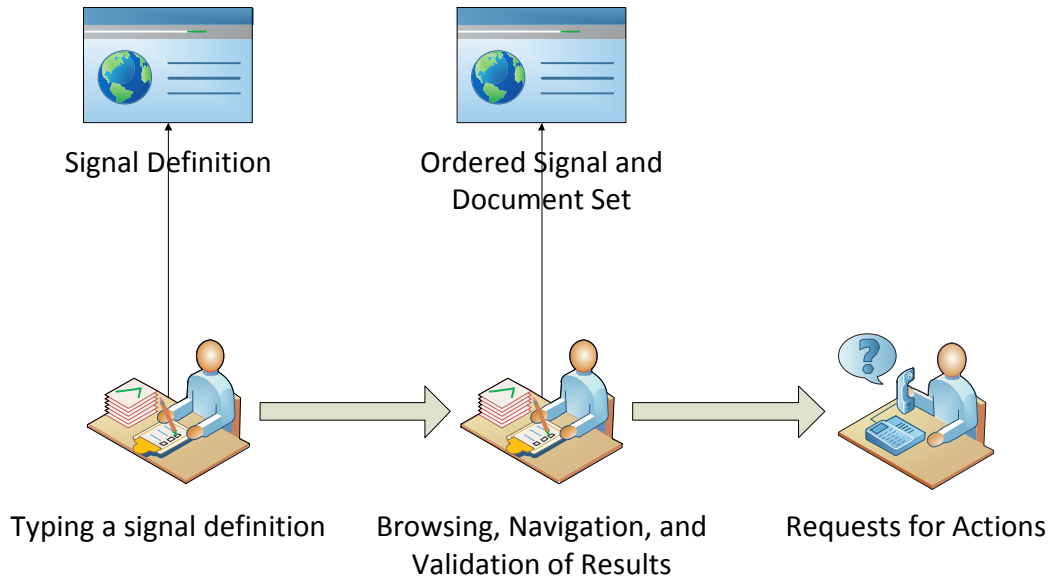 Signal Definition
Ordered Signal and
Document Set
?
Typing a signal definition
Browsing, Navigation, and
Validation of Results
Requests for Actions